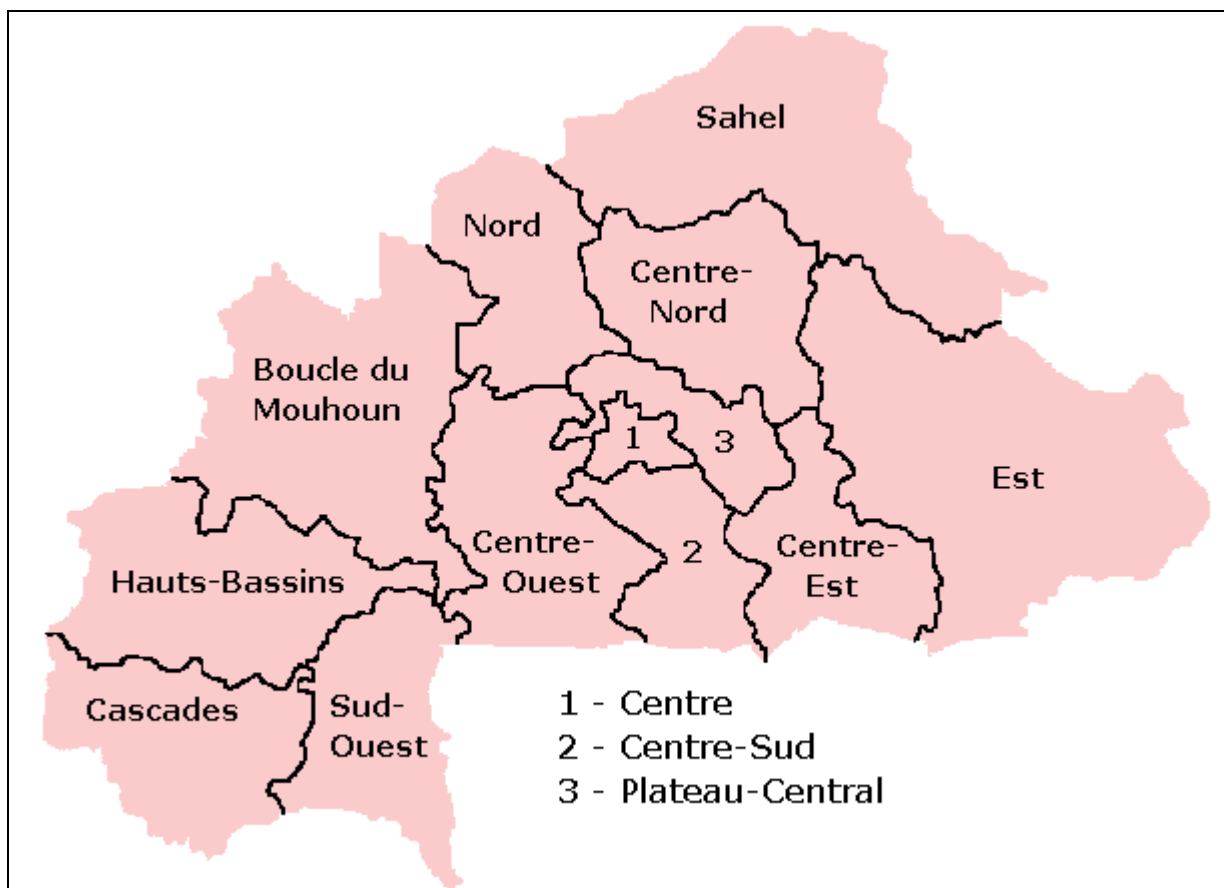 Sahel
Nord
Centre-
Nord
Boucle du
Mouhoun
1
3
Est
Centre-
Ouest
2
Centre-
Est
Hauts-Bassins
Cascades
Sud-
Ouest
1 - Centre
2 - Centre-Sud
3 - Plateau-Central